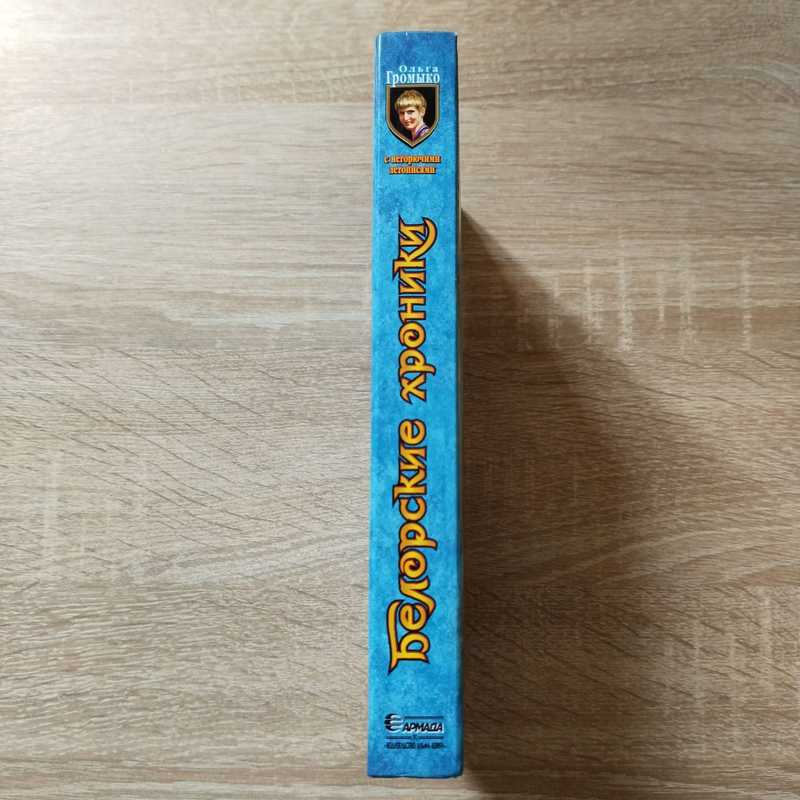 Ольга
Громыко
с негорючими
летописями
Белорские хроники
АРМАДА